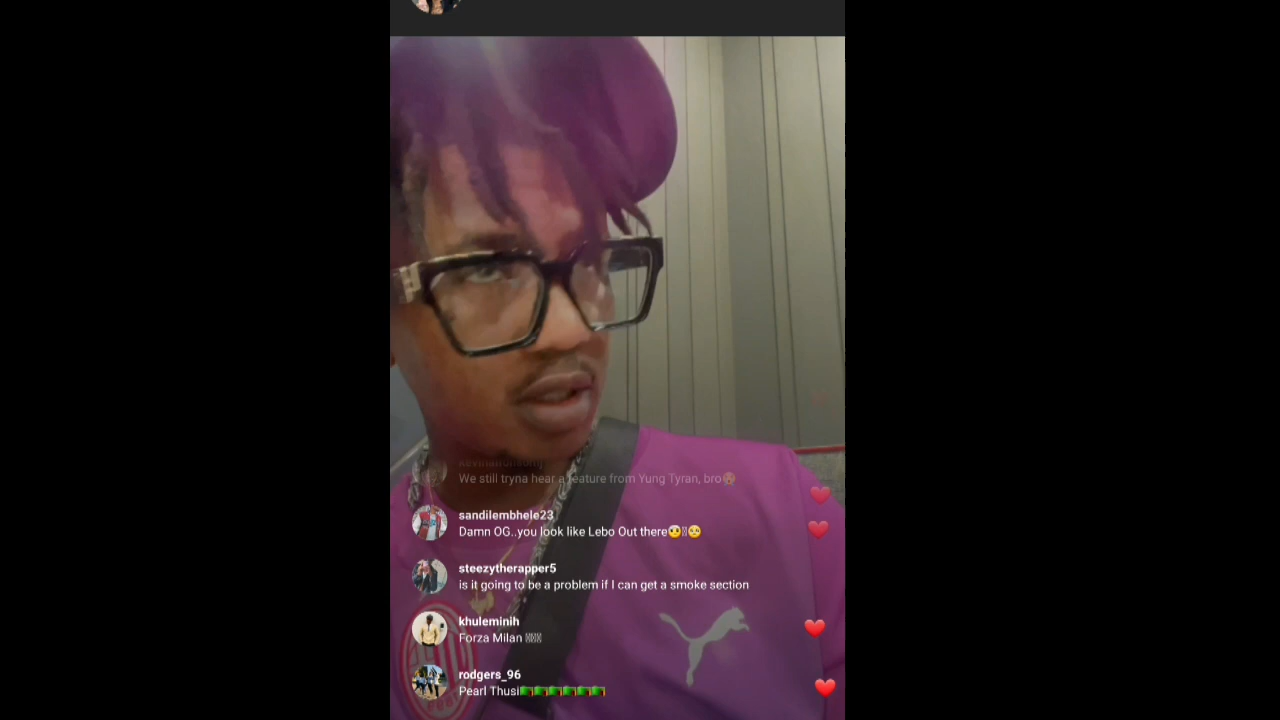 We still tryna hear a feature from Yung Tyran, bro
sandilembhele23
Damn OG..you look like Lebo Out there
steezytherapper5
is it going to be a problem if I can get a smoke section
khuleminih
Forza Milan
rodgers_96
Pearl Thusi